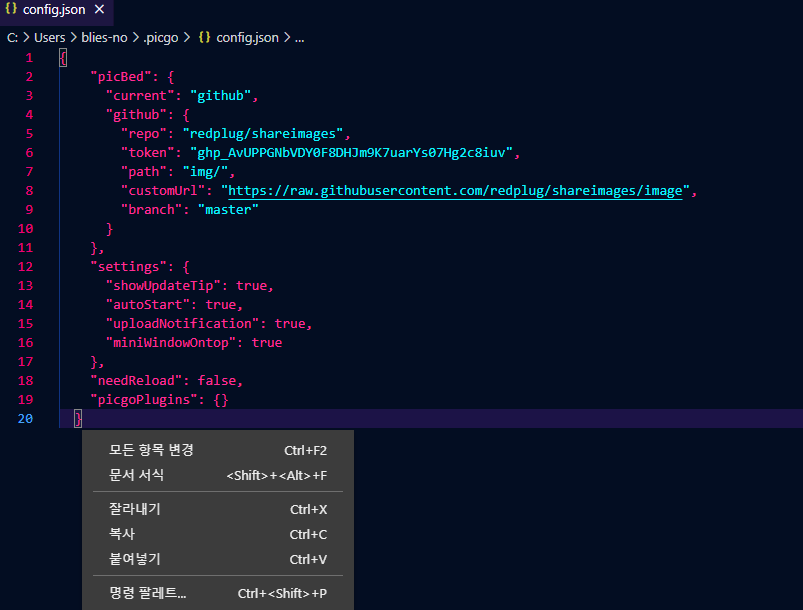 {} config.json ✕
C: > Users > blies-no > .picgo > {} config.json > ...
1 {
2 "picBed": {
3 "current": "github",
4 "github": {
5 "repo": "redplug/shareimages",
6 "token": "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",
7 "path": "img/",
8 "customUrl": "https://raw.githubusercontent.com/redplug/shareimages/image",
9 "branch": "master"
10 }
11 },
12 "settings": {
13 "showUpdateTip": true,
14 "autoStart": true,
15 "uploadNotification": true,
16 "miniWindowOntop": true
17 },
18 "needReload": false,
19 "picgoPlugins": {}
20 }
모든 항목 변경 Ctrl+F2
문서 서식 <Shift>+<Alt>+F
잘라내기 Ctrl+X
복사 Ctrl+C
붙여넣기 Ctrl+V
명령 팔레트... Ctrl+<Shift>+P